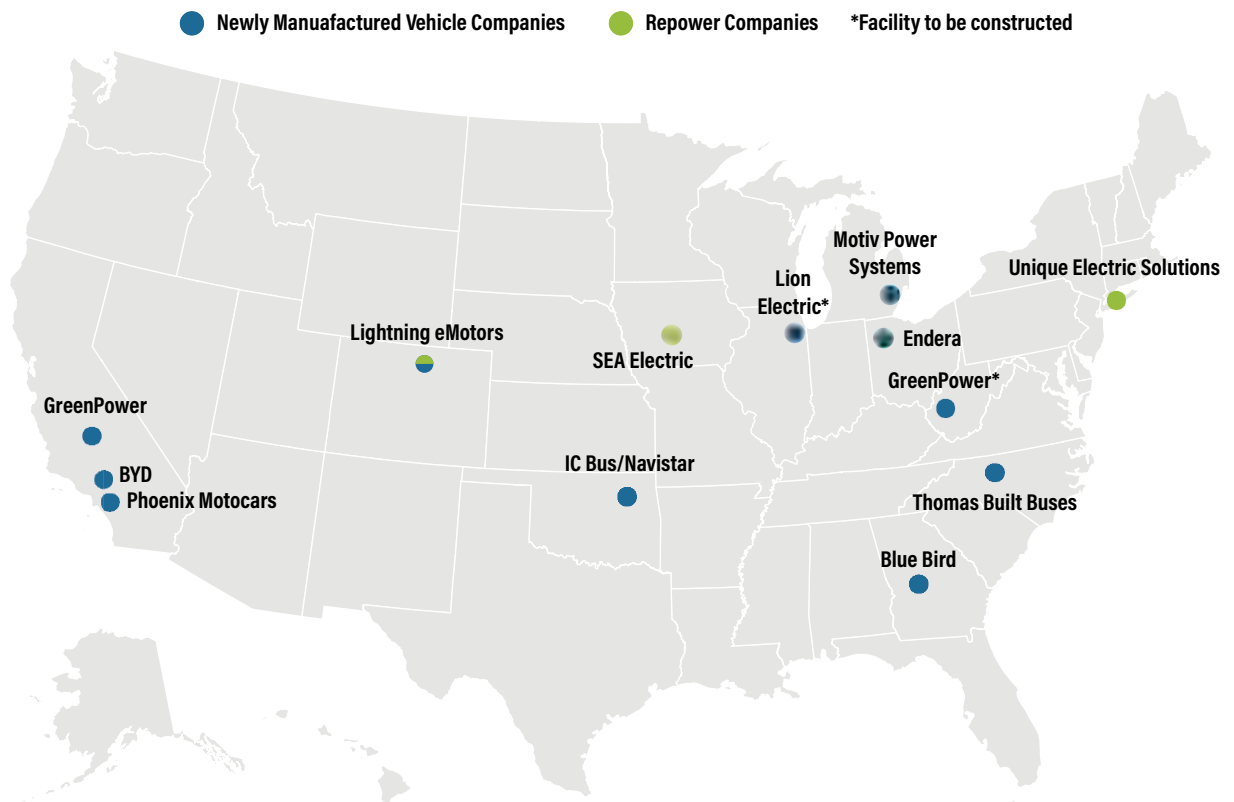 Newly Manuafactured Vehicle Companies
Repower Companies
*Facility to be constructed
Motiv Power
Systems
Unique Electric Solutions
Lion
Electric*
Lightning eMotors
SEA Electric
Endera
GreenPower*
GreenPower
IC Bus/Navistar
BYD
Phoenix Motocars
Thomas Built Buses
Blue Bird